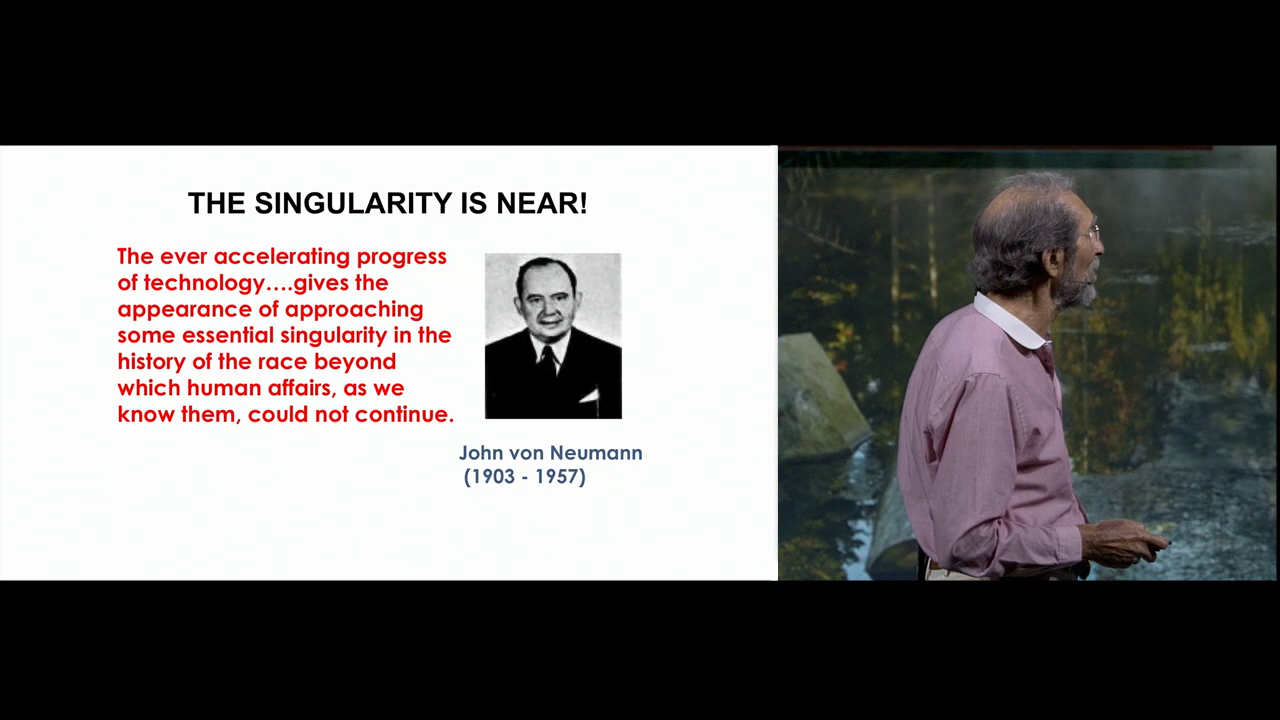 THE SINGULARITY IS NEAR!
The ever accelerating progress
of technology....gives the
appearance of approaching
some essential singularity in the
history of the race beyond
which human affairs, as we
know them, could not continue.
John von Neumann
(1903 - 1957)